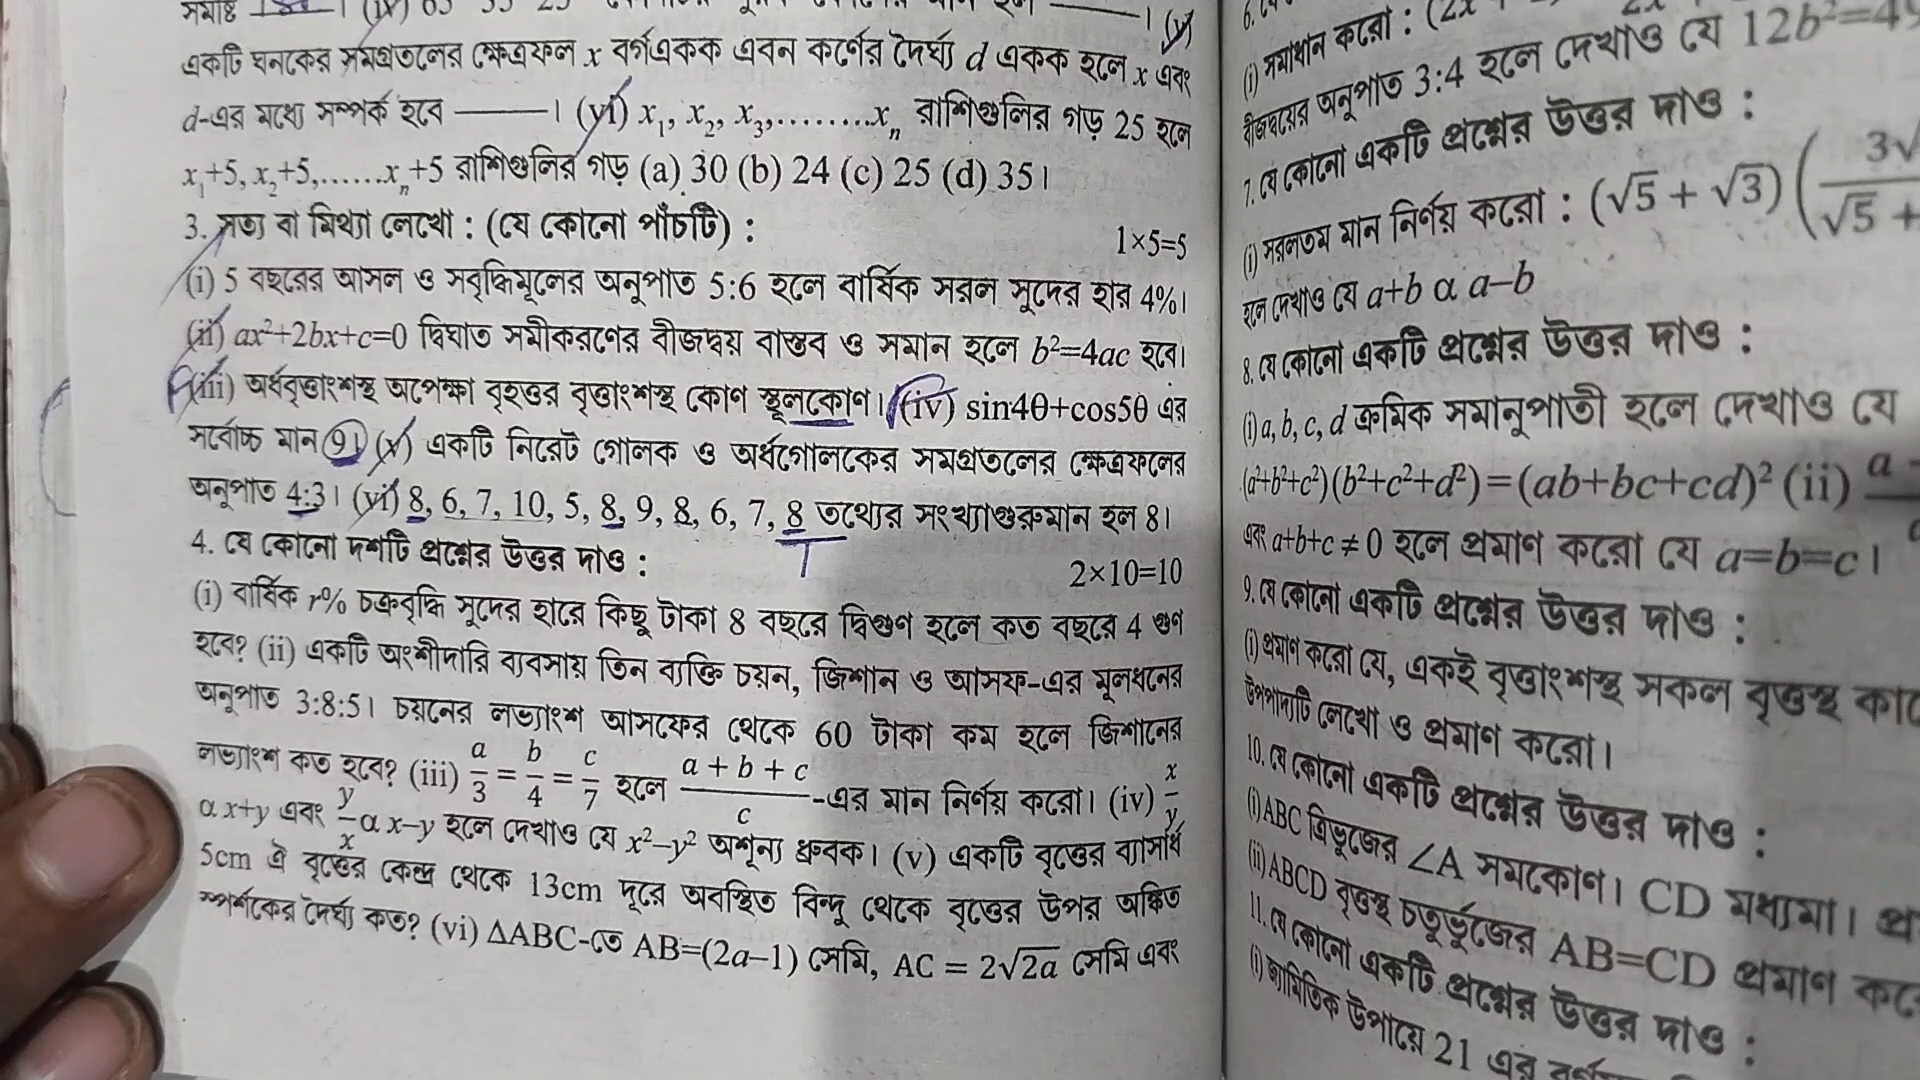 একটি ঘনকের সমগ্রতলের ক্ষেত্রফল x বর্গএকক এবন কর্ণের দৈর্ঘ্য d একক হলে x এবং
d-এর মধ্যে সম্পর্ক হবে ———। (vi) x₁, x₂, x₃,.........xₙ রাশিগুলির গড় 25 হলে
x₁+5, x₂+5,......xₙ+5 রাশিগুলির গড় (a) 30 (b) 24 (c) 25 (d) 35।
3. সত্য বা মিথ্যা লেখো : (যে কোনো পাঁচটি) : 1×5=5
(i) 5 বছরের আসল ও সবৃদ্ধিমূলের অনুপাত 5:6 হলে বার্ষিক সরল সুদের হার 4%।
(ii) ax²+2bx+c=0 দ্বিঘাত সমীকরণের বীজদ্বয় বাস্তব ও সমান হলে b²=4ac হবে।
(iii) অর্ধবৃত্তাংশস্থ অপেক্ষা বৃহত্তর বৃত্তাংশস্থ কোণ স্থূলকোণ। (iv) sin4θ+cos5θ এর
সর্বোচ্চ মান 9। (v) একটি নিরেট গোলক ও অর্ধগোলকের সমগ্রতলের ক্ষেত্রফলের
অনুপাত 4:3। (vi) 8, 6, 7, 10, 5, 8, 9, 8, 6, 7, 8 তথ্যের সংখ্যাগুরুমান হল 8।
T
4. যে কোনো দশটি প্রশ্নের উত্তর দাও : 2×10=10
(i) বার্ষিক r% চক্রবৃদ্ধি সুদের হারে কিছু টাকা 8 বছরে দ্বিগুণ হলে কত বছরে 4 গুণ
হবে? (ii) একটি অংশীদারি ব্যবসায় তিন ব্যক্তি চয়ন, জিশান ও আসফ-এর মূলধনের
অনুপাত 3:8:5। চয়নের লভ্যাংশ আসফের থেকে 60 টাকা কম হলে জিশানের
লভ্যাংশ কত হবে? (iii) a/3 = b/4 = c/7 হলে (a + b + c)/c -এর মান নির্ণয় করো। (iv) x/y
α x+y এবং y/x α x–y হলে দেখাও যে x²–y² অশূন্য ধ্রুবক। (v) একটি বৃত্তের ব্যাসার্ধ
5cm ঐ বৃত্তের কেন্দ্র থেকে 13cm দূরে অবস্থিত বিন্দু থেকে বৃত্তের উপর অঙ্কিত
স্পর্শকের দৈর্ঘ্য কত? (vi) ΔABC-তে AB=(2a–1) সেমি, AC = 2√2a সেমি এবং
(i) সমাধান করো : (2x
বীজদ্বয়ের অনুপাত 3:4 হলে দেখাও যে 12b²=49
7. যে কোনো একটি প্রশ্নের উত্তর দাও :
(i) সরলতম মান নির্ণয় করো : (√5 + √3) (3√ / √5 +
হলে দেখাও যে a+b α a–b
8. যে কোনো একটি প্রশ্নের উত্তর দাও :
(i) a, b, c, d ক্রমিক সমানুপাতী হলে দেখাও যে
(a²+b²+c²)(b²+c²+d²)=(ab+bc+cd)² (ii) a
এবং a+b+c ≠ 0 হলে প্রমাণ করো যে a=b=c।
9. যে কোনো একটি প্রশ্নের উত্তর দাও :
(i) প্রমাণ করো যে, একই বৃত্তাংশস্থ সকল বৃত্তস্থ
উপপাদ্যটি লেখো ও প্রমাণ করো।
10. যে কোনো একটি প্রশ্নের উত্তর দাও :
(i) ABC ত্রিভুজের ∠A সমকোণ। CD মধ্যমা।
(ii) ABCD বৃত্তস্থ চতুর্ভুজের AB=CD প্রমাণ
11. যে কোনো একটি প্রশ্নের উত্তর দাও :
(i) জ্যামিতিক উপায়ে 21 এর